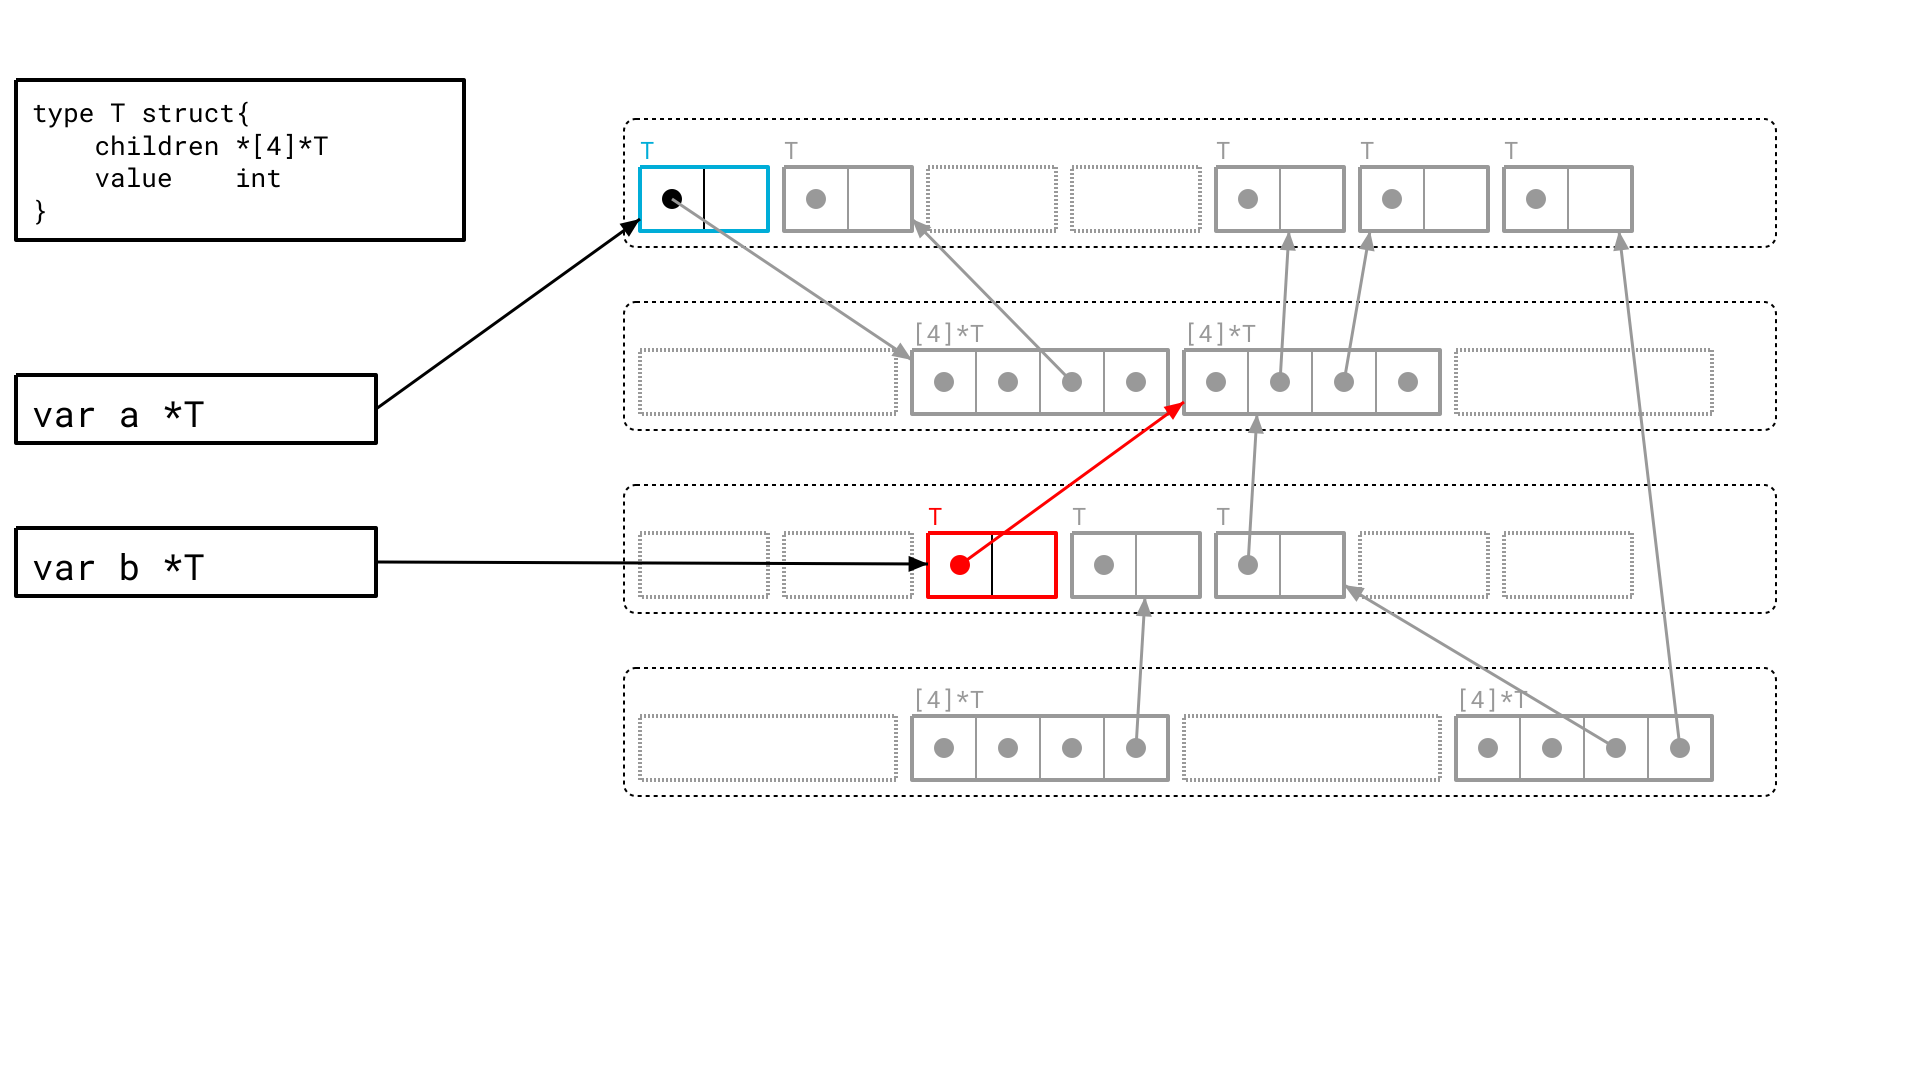 type T struct{
    children *[4]*T
    value    int
}
T T T T T
[4]*T [4]*T
var a *T
T T T
var b *T
[4]*T [4]*T